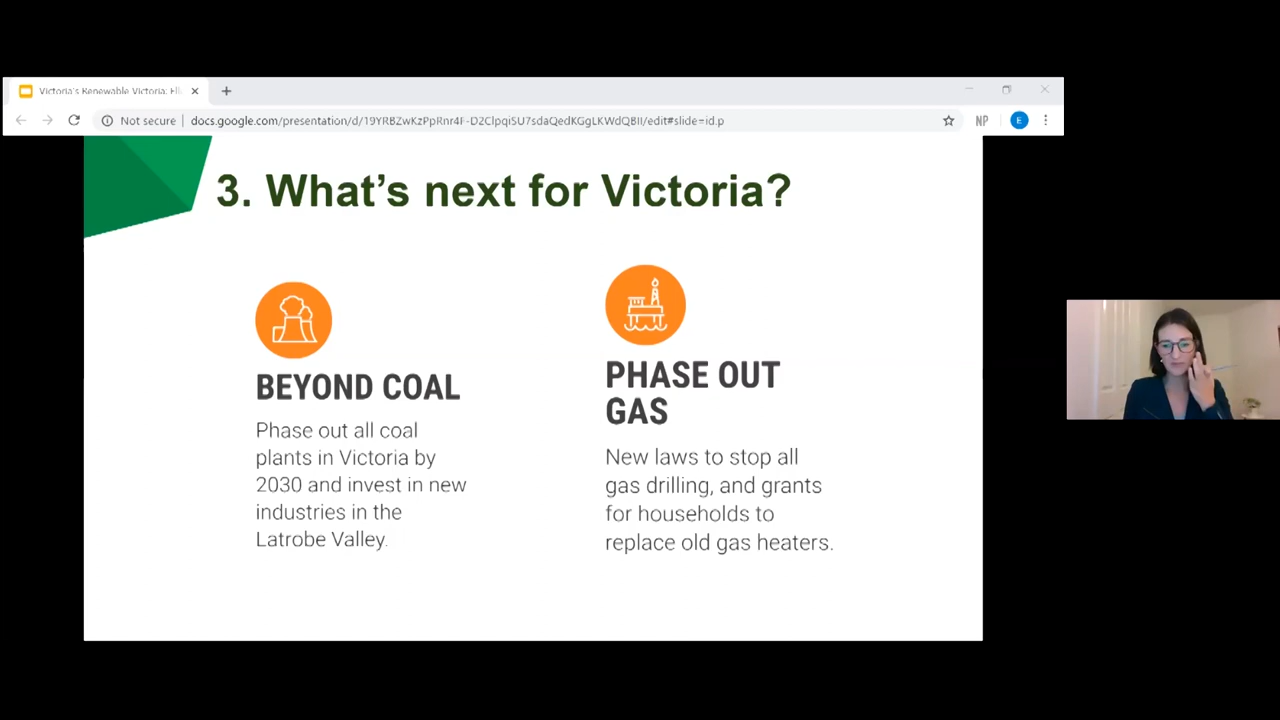 Victoria's Renewable Victoria: Elle
Not secure | docs.google.com/presentation/d/19YRBZwKzPpRnr4F-D2ClpqiSU7sdaQedKGgLKWdQBII/edit#slide=id.p
NP
E
3. What's next for Victoria?
BEYOND COAL
Phase out all coal
plants in Victoria by
2030 and invest in new
industries in the
Latrobe Valley.
PHASE OUT
GAS
New laws to stop all
gas drilling, and grants
for households to
replace old gas heaters.